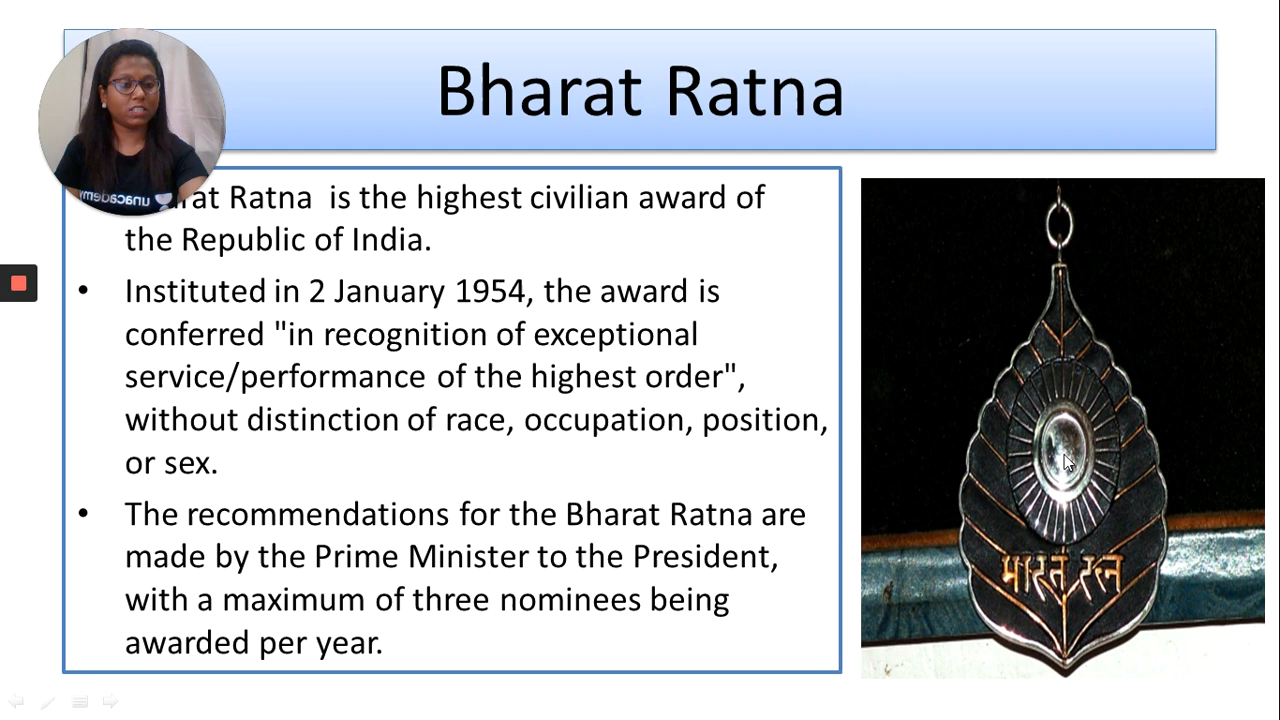 Bharat Ratna
unacademy
rat Ratna is the highest civilian award of
the Republic of India.
• Instituted in 2 January 1954, the award is
conferred "in recognition of exceptional
service/performance of the highest order",
without distinction of race, occupation, position,
or sex.
• The recommendations for the Bharat Ratna are
made by the Prime Minister to the President,
with a maximum of three nominees being
awarded per year.
भारत रत्न